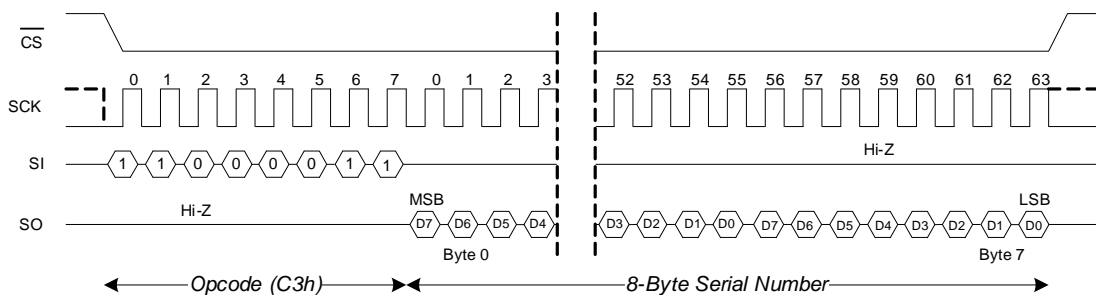 CS
0 1 2 3 4 5 6 7 0 1 2 3 52 53 54 55 56 57 58 59 60 61 62 63
SCK
Hi-Z
SI 1 1 0 0 0 0 1 1
MSB LSB
Hi-Z
SO D7 D6 D5 D4 D3 D2 D1 D0 D7 D6 D5 D4 D3 D2 D1 D0
Byte 0 Byte 7
Opcode (C3h) 8-Byte Serial Number